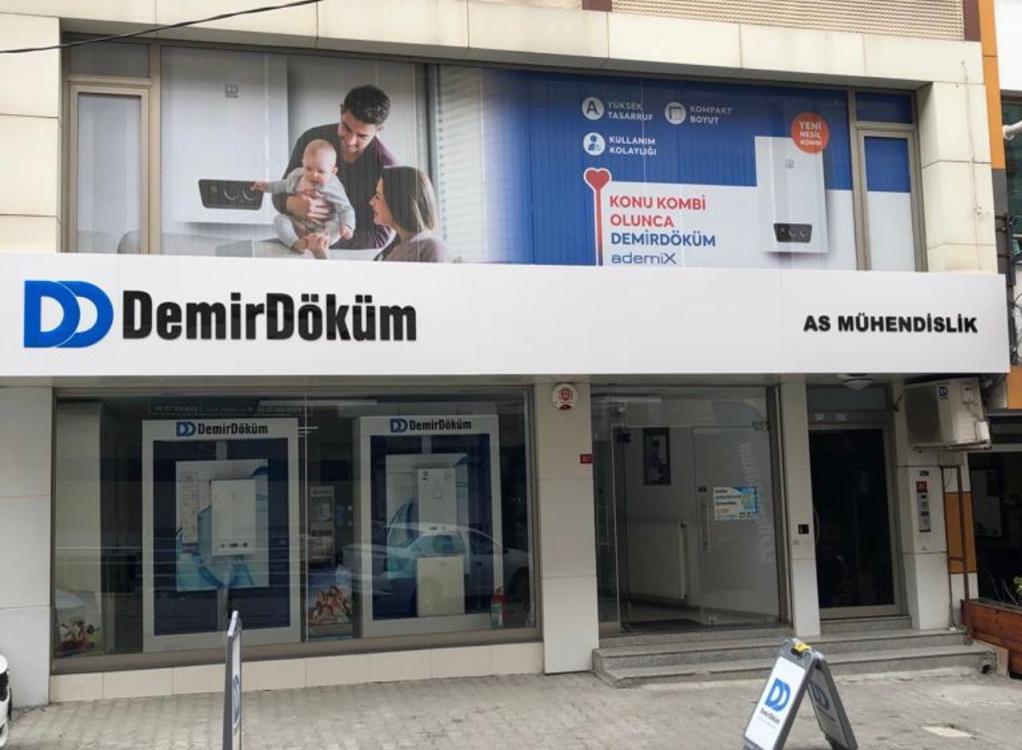 YÜKSEK
TASARRUF
KOMPAKT
BOYUT
KULLANIM
KOLAYLIĞI
YENİ
NESİL
KOMBİ
KONU KOMBİ
OLUNCA
DEMİRDÖKÜM
ademiX
DemirDöküm
AS MÜHENDİSLİK
DemirDöküm
DemirDöküm
DemirDöküm